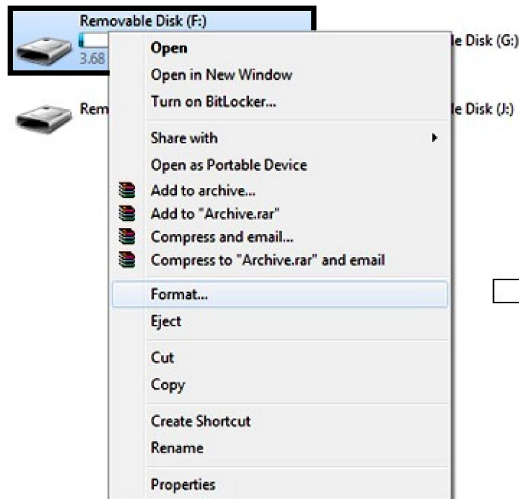 Removable Disk (F:)
3.68
le Disk (G:)
Rem
le Disk (J:)
Open
Open in New Window
Turn on BitLocker...
Share with
Open as Portable Device
Add to archive...
Add to "Archive.rar"
Compress and email...
Compress to "Archive.rar" and email
Format...
Eject
Cut
Copy
Create Shortcut
Rename
Properties